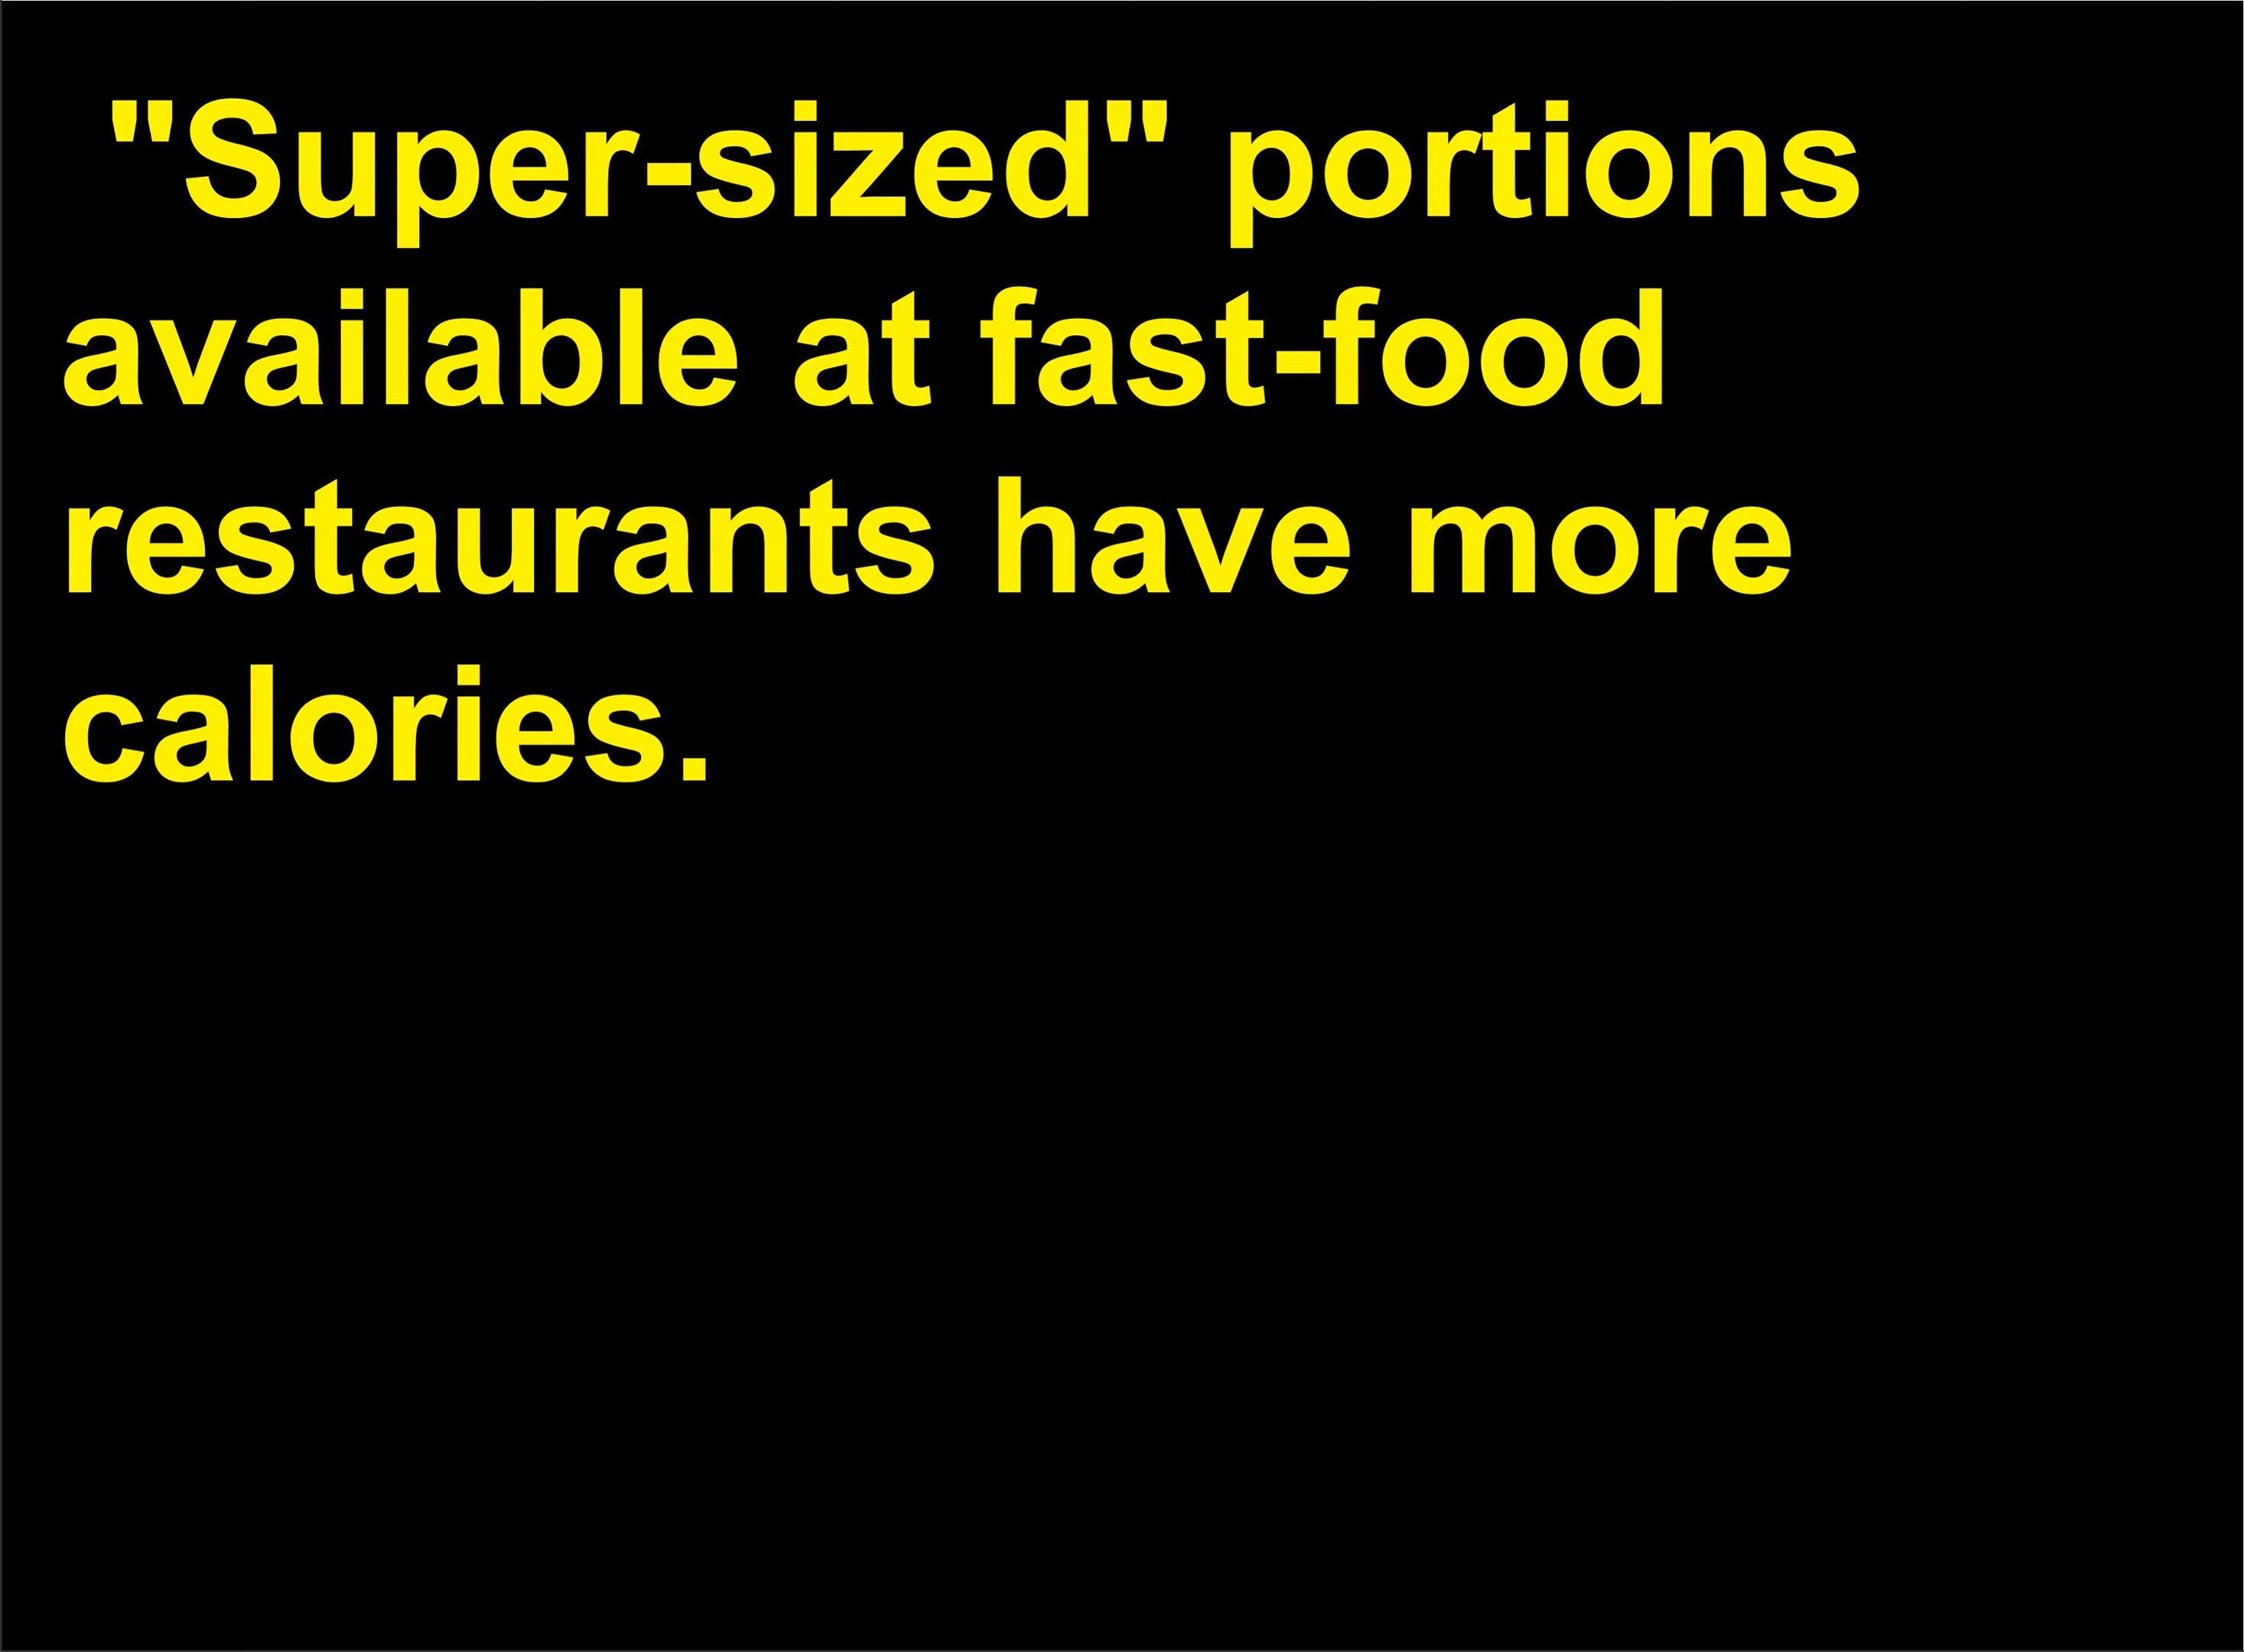 "Super-sized" portions
available at fast-food
restaurants have more
calories.